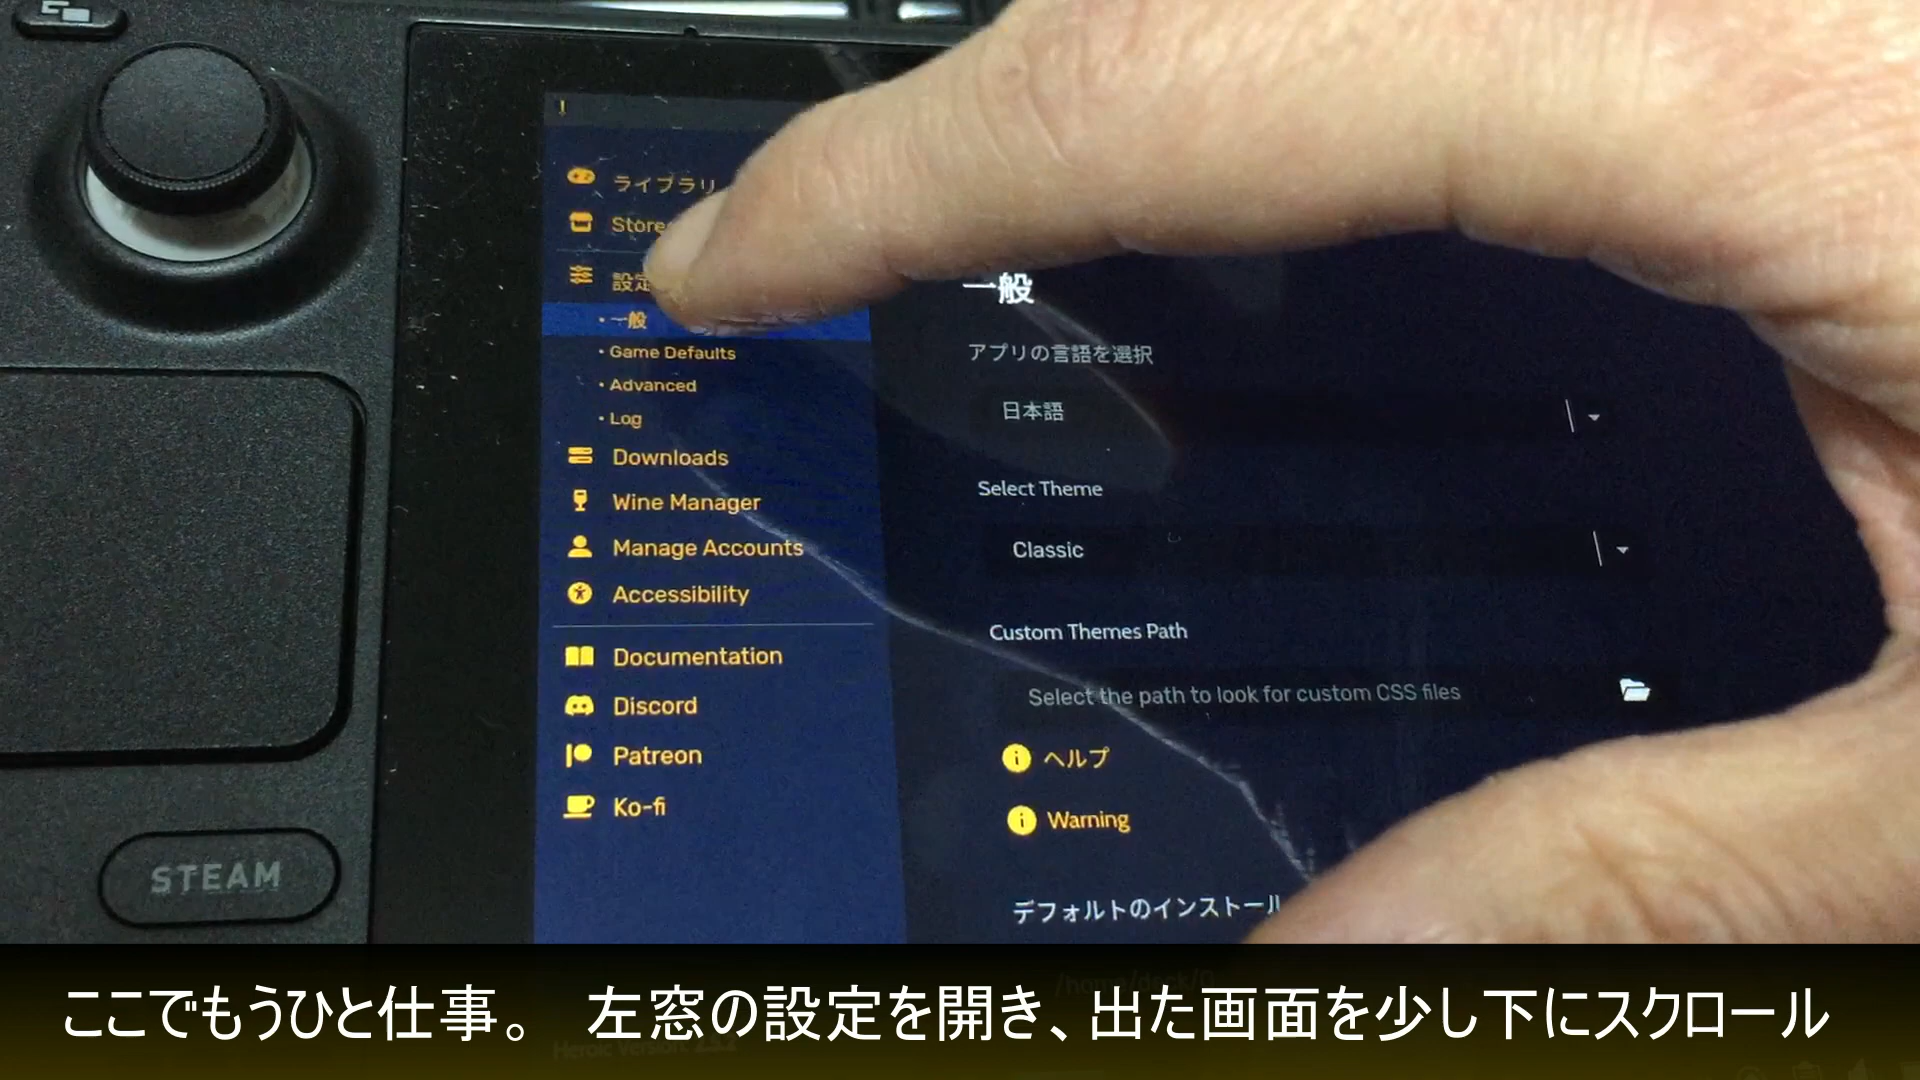 ライブラリ
Store
設定
・一般
・Game Defaults
・Advanced
・Log
Downloads
Wine Manager
Manage Accounts
Accessibility
Documentation
Discord
Patreon
Ko-fi
STEAM
一般
アプリの言語を選択
日本語
Select Theme
Classic
Custom Themes Path
Select the path to look for custom CSS files
ヘルプ
Warning
デフォルトのインストール
/home/deck/
Heroic Version:
ここでもうひと仕事。 左窓の設定を開き、出た画面を少し下にスクロール